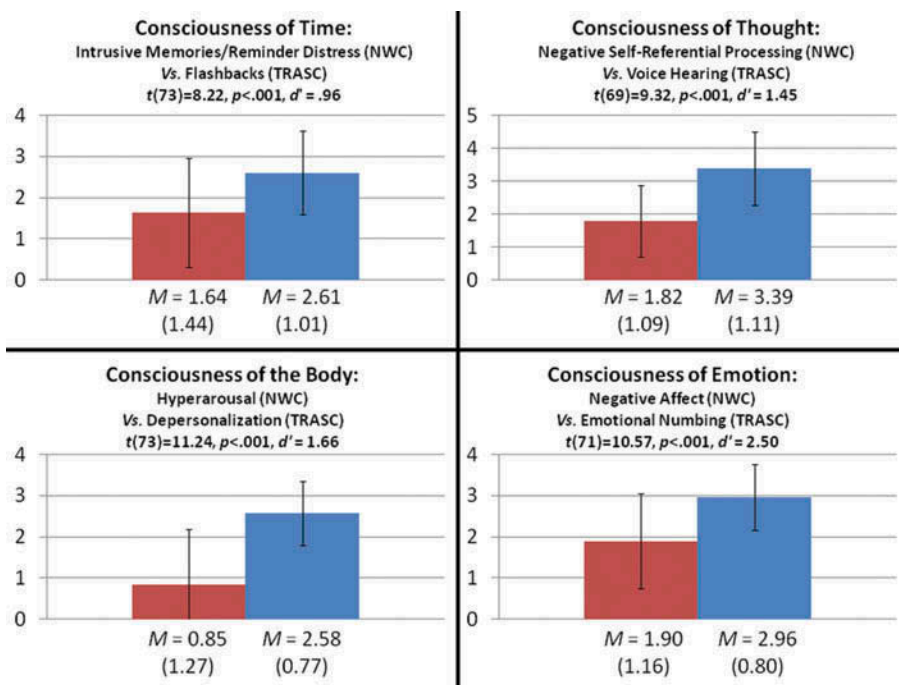 Consciousness of Time:
Intrusive Memories/Reminder Distress (NWC)
Vs. Flashbacks (TRASC)
t(73)=8.22, p<.001, d' = .96
4
3
2
1
0
M = 1.64 M = 2.61
(1.44) (1.01)
Consciousness of Thought:
Negative Self-Referential Processing (NWC)
Vs. Voice Hearing (TRASC)
t(69)=9.32, p<.001, d' = 1.45
5
4
3
2
1
0
M = 1.82 M = 3.39
(1.09) (1.11)
Consciousness of the Body:
Hyperarousal (NWC)
Vs. Depersonalization (TRASC)
t(73)=11.24, p<.001, d' = 1.66
4
3
2
1
0
M = 0.85 M = 2.58
(1.27) (0.77)
Consciousness of Emotion:
Negative Affect (NWC)
Vs. Emotional Numbing (TRASC)
t(71)=10.57, p<.001, d' = 2.50
4
3
2
1
0
M = 1.90 M = 2.96
(1.16) (0.80)